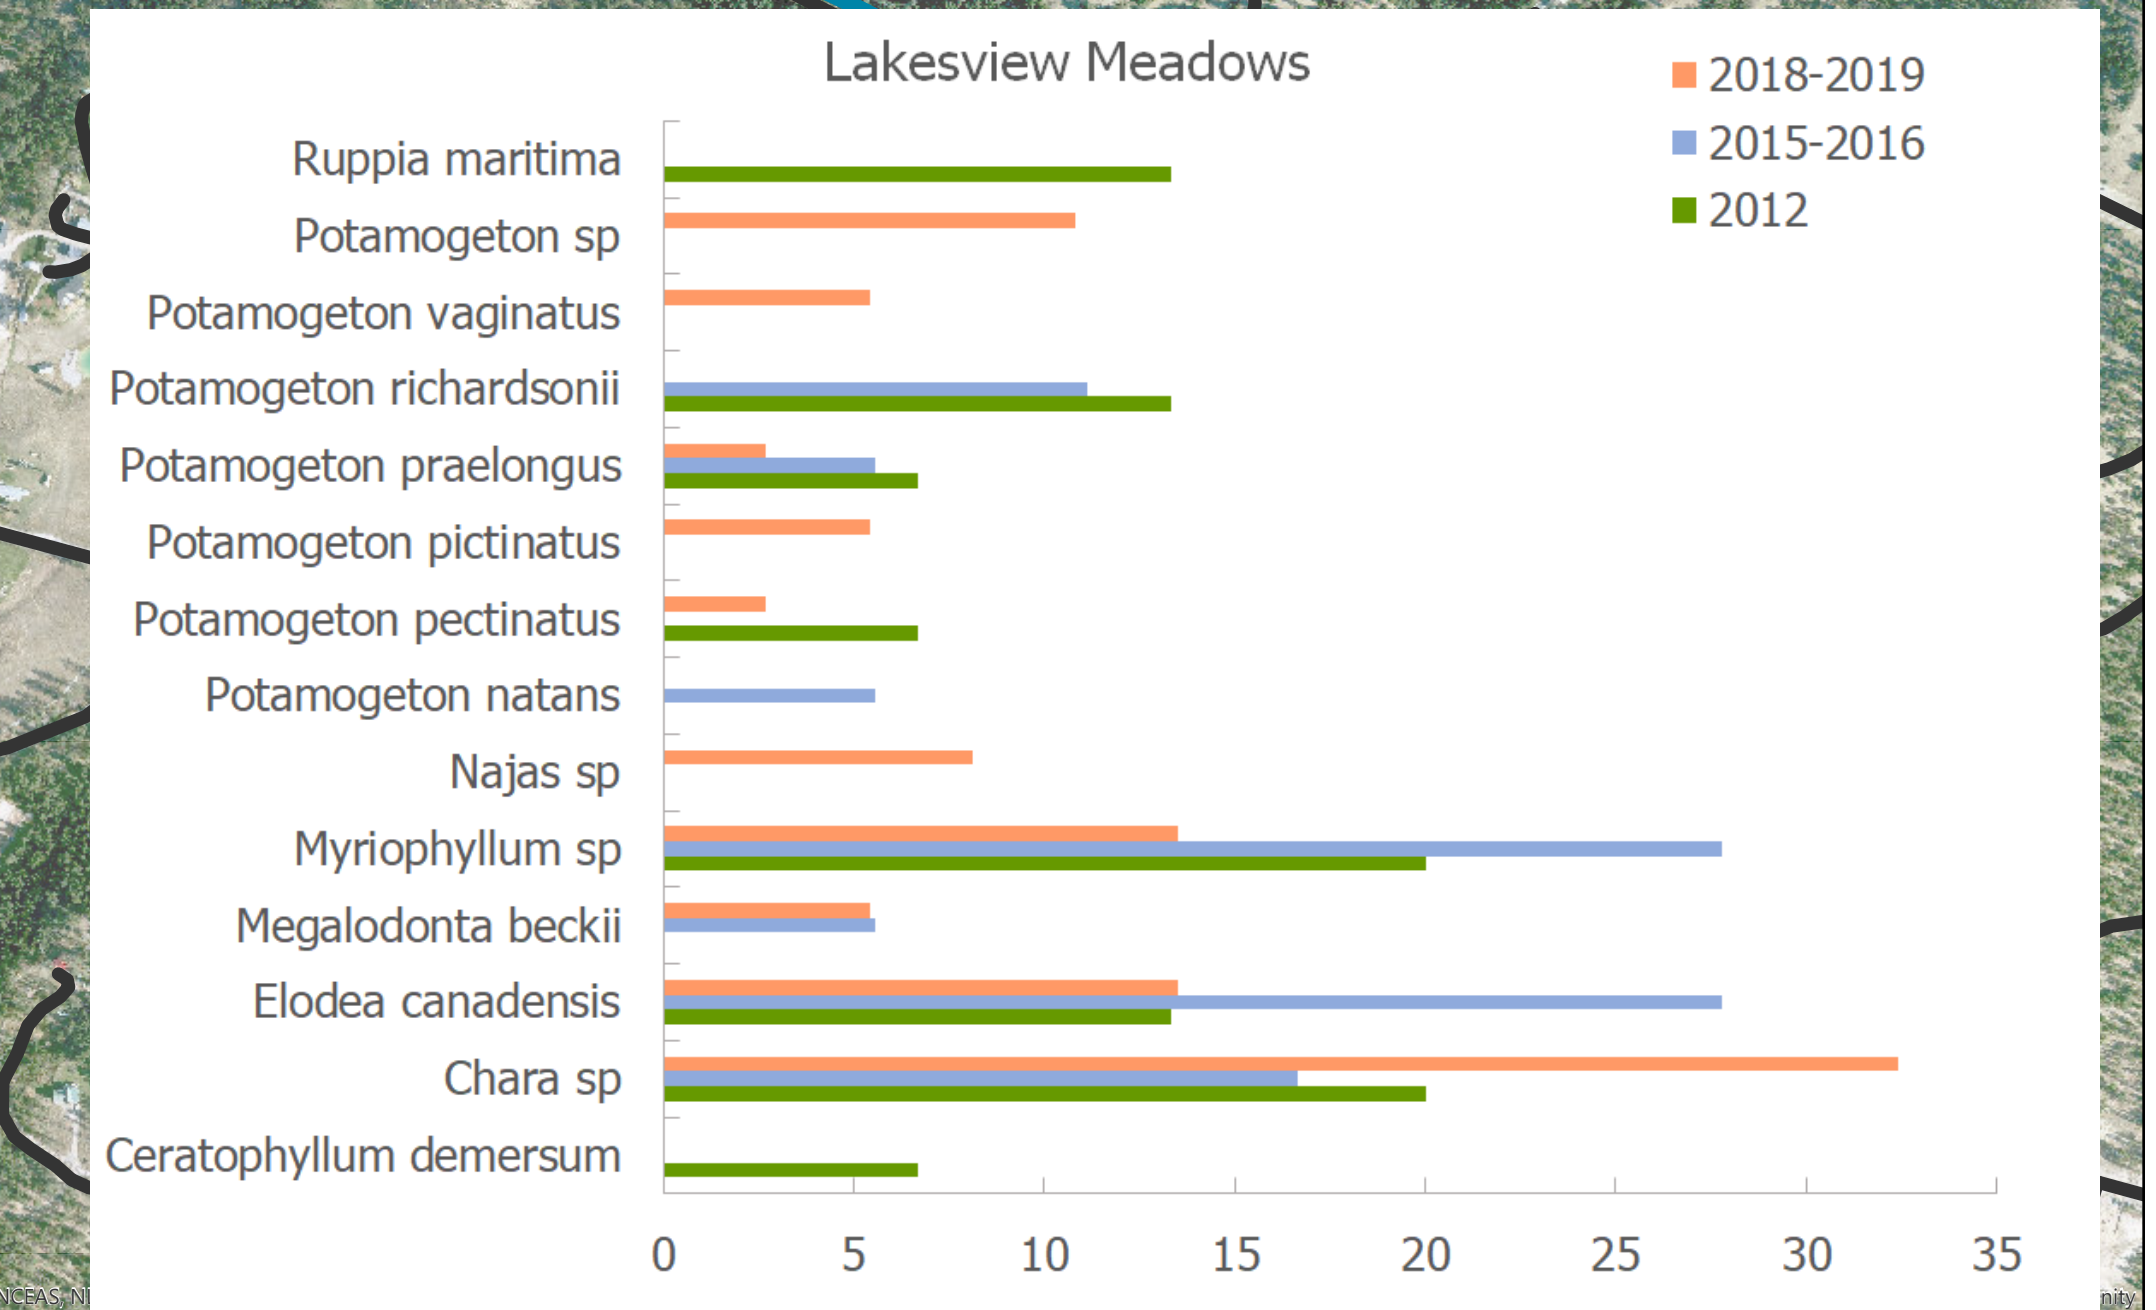 Lakesview Meadows
2018-2019
2015-2016
2012
Ruppia maritima
Potamogeton sp
Potamogeton vaginatus
Potamogeton richardsonii
Potamogeton praelongus
Potamogeton pictinatus
Potamogeton pectinatus
Potamogeton natans
Najas sp
Myriophyllum sp
Megalodonta beckii
Elodea canadensis
Chara sp
Ceratophyllum demersum
0 5 10 15 20 25 30 35
NCEAS, N
nity